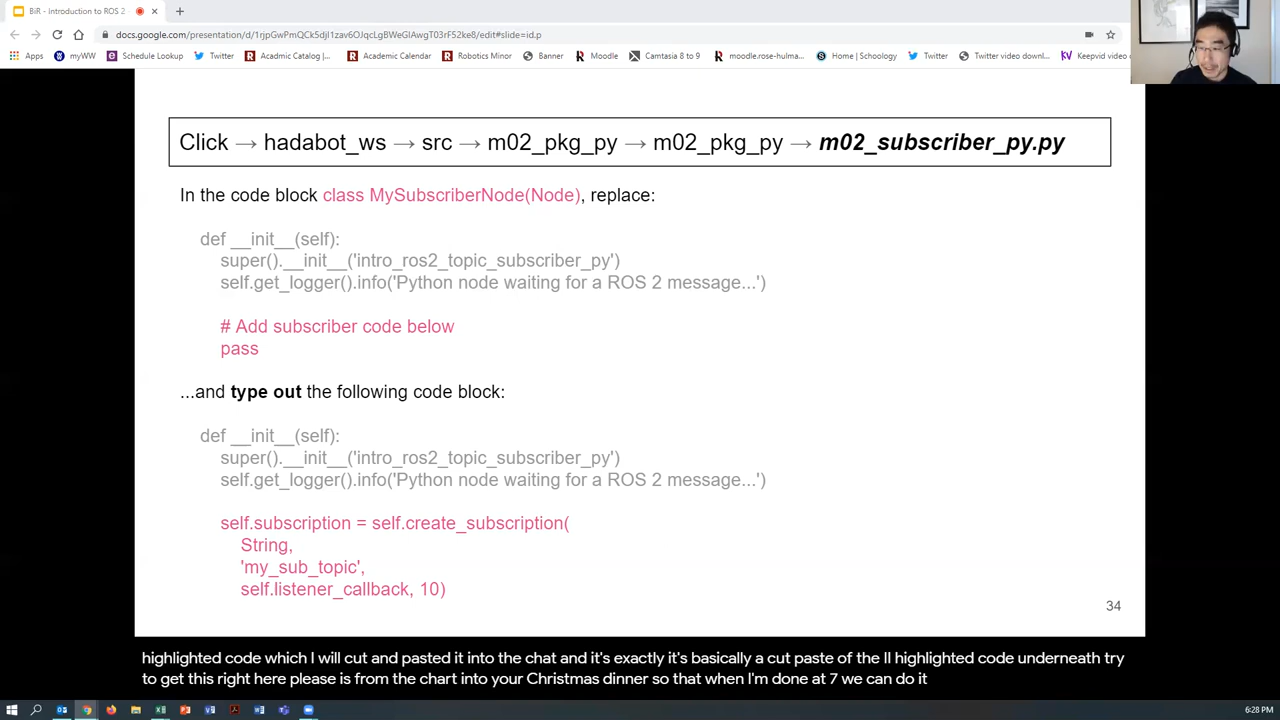 BiR - Introduction to ROS 2
docs.google.com/presentation/d/1rjpGwPmQCk5djI1zav6OJqcLgBWeGIAwgT03rF52ke8/edit#slide=id.p
Apps myWW Schedule Lookup Twitter Acadmic Catalog |... Academic Calendar Robotics Minor Banner Moodle Camtasia 8 to 9 moodle.rose-hulma... Home | Schoology Twitter Twitter video downl... Keepvid video
Click → hadabot_ws → src → m02_pkg_py → m02_pkg_py → m02_subscriber_py.py
In the code block class MySubscriberNode(Node), replace:
def __init__(self):
super().__init__('intro_ros2_topic_subscriber_py')
self.get_logger().info('Python node waiting for a ROS 2 message...')
# Add subscriber code below
pass
...and type out the following code block:
def __init__(self):
super().__init__('intro_ros2_topic_subscriber_py')
self.get_logger().info('Python node waiting for a ROS 2 message...')
self.subscription = self.create_subscription(
String,
'my_sub_topic',
self.listener_callback, 10)
34
highlighted code which I will cut and pasted it into the chat and it's exactly it's basically a cut paste of the II highlighted code underneath try
to get this right here please is from the chart into your Christmas dinner so that when I'm done at 7 we can do it
6:28 PM